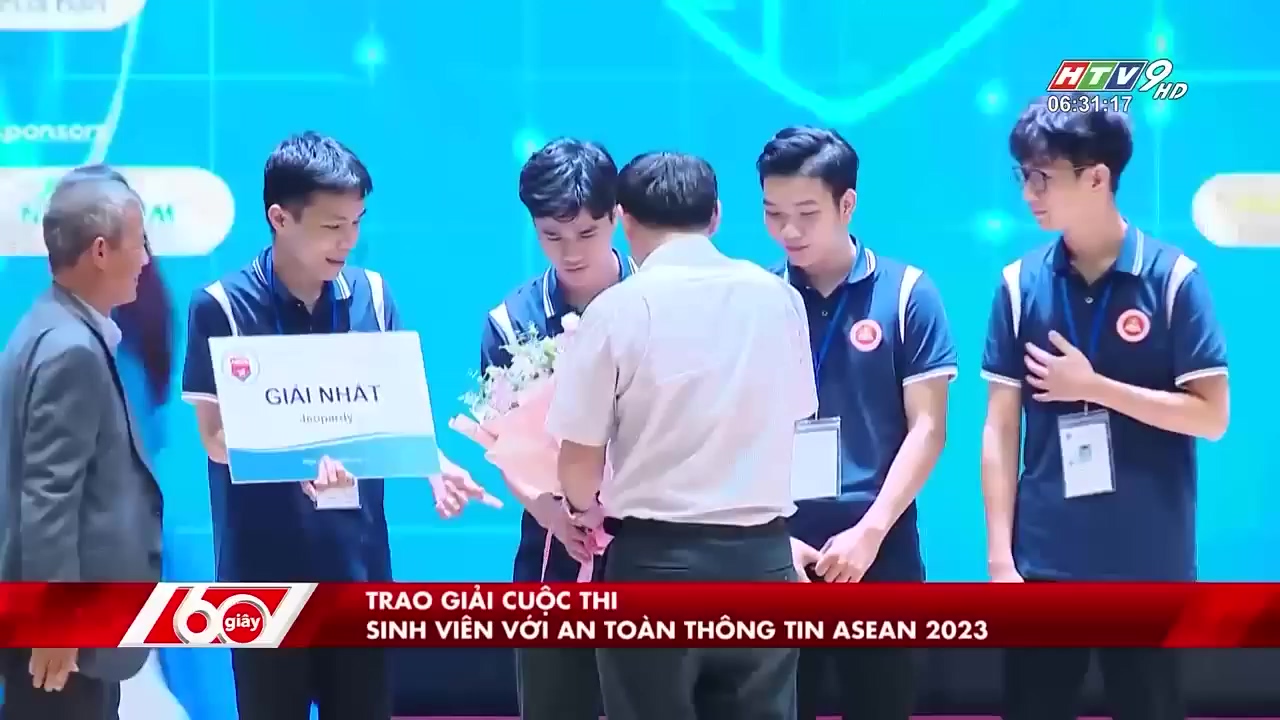 ponsors
HTV9 HD
06:31:17
GIẢI NHẤT
Jeopardy
60 giây
TRAO GIẢI CUỘC THI
SINH VIÊN VỚI AN TOÀN THÔNG TIN ASEAN 2023